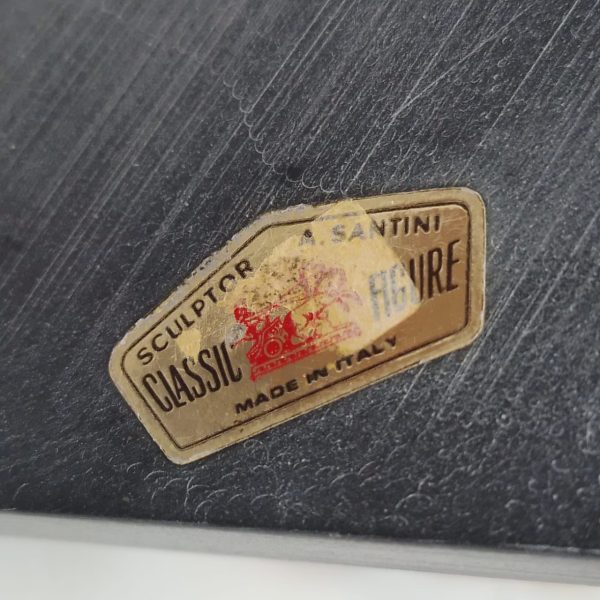 SCULPTOR A. SANTINI
CLASSIC FIGURE
MADE IN ITALY